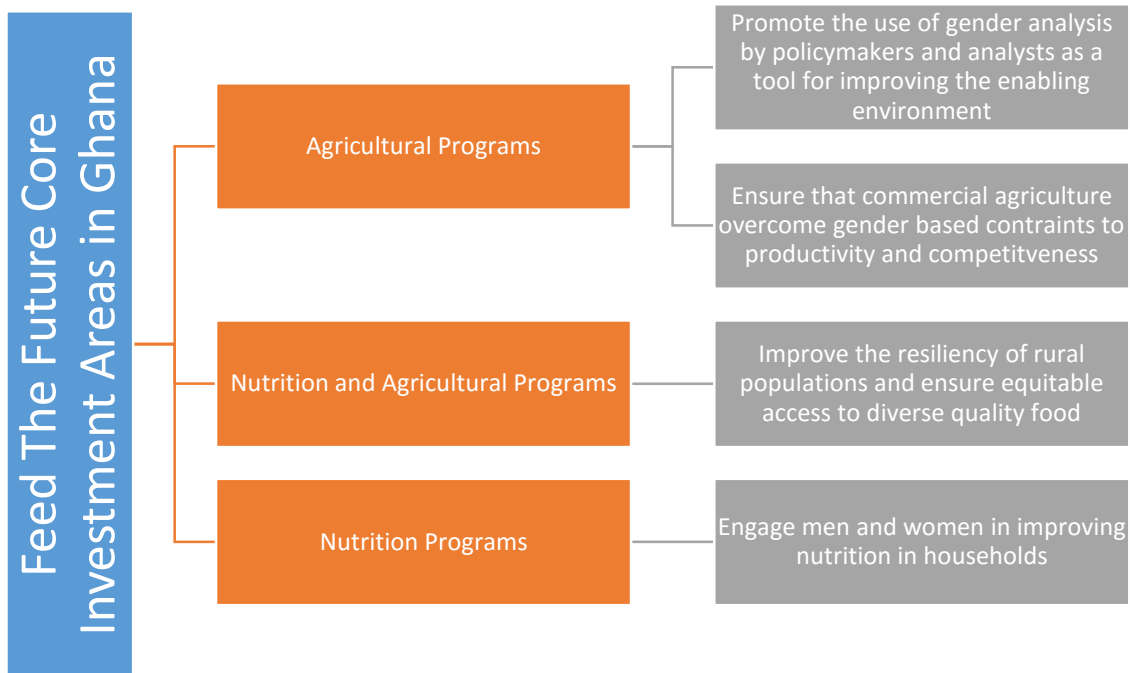 Feed The Future Core
Investment Areas in Ghana
Agricultural Programs
Promote the use of gender analysis
by policymakers and analysts as a
tool for improving the enabling
environment
Ensure that commercial agriculture
overcome gender based contraints to
productivity and competitveness
Nutrition and Agricultural Programs
Improve the resiliency of rural
populations and ensure equitable
access to diverse quality food
Nutrition Programs
Engage men and women in improving
nutrition in households